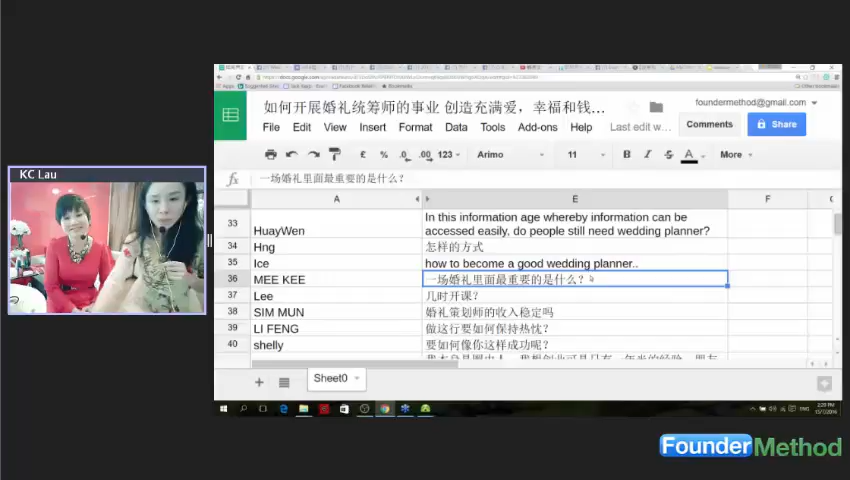 KC Lau
如何开展婚礼统筹师的事业 创造充满爱，幸福和钱...
foundermethod@gmail.com
File Edit View Insert Format Data Tools Add-ons Help Last edit w...
Comments
Share
£ % .0 .00 123 Arimo 11 B I S A More
fx 一场婚礼里面最重要的是什么？
A E F
33 HuayWen In this information age whereby information can be
accessed easily, do people still need wedding planner?
34 Hng 怎样的方式
35 Ice how to become a good wedding planner..
36 MEE KEE 一场婚礼里面最重要的是什么？
37 Lee 几时开课？
38 SIM MUN 婚礼策划师的收入稳定吗
39 LI FENG 做这行要如何保持热忱？
40 shelly 要如何像你这样成功呢？
Sheet0
FounderMethod